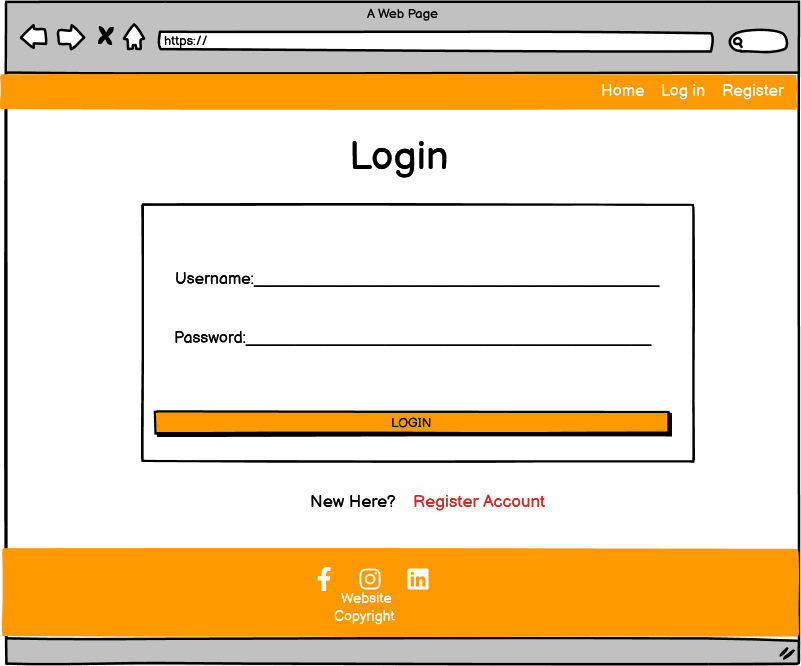 A Web Page
https://
Home Log in Register
Login
Username:
Password:
LOGIN
New Here? Register Account
Website
Copyright